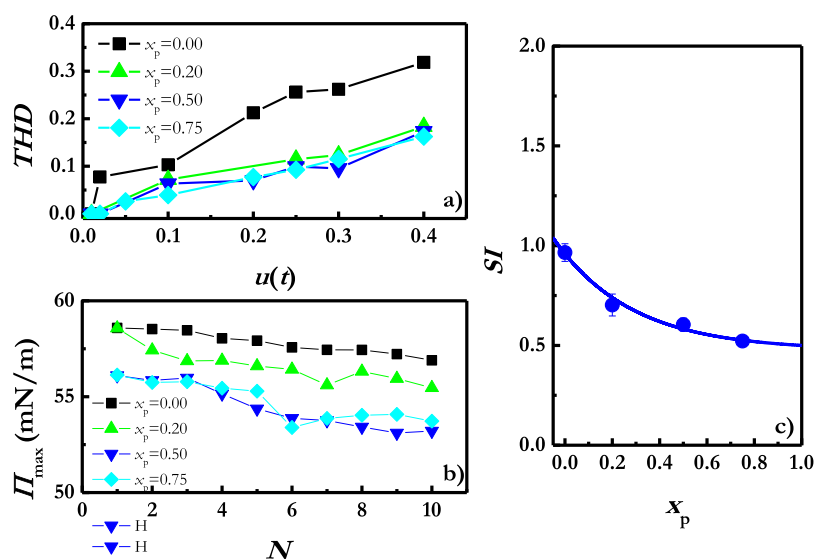 0.4
0.3
0.2
0.1
0.0
THD
x_p=0.00
x_p=0.20
x_p=0.50
x_p=0.75
a)
0.0 0.1 0.2 0.3 0.4
u(t)
60
55
50
Π_max (mN/m)
x_p=0.00
x_p=0.20
x_p=0.50
x_p=0.75
H
H
b)
0 2 4 6 8 10
N
2.0
1.5
1.0
0.5
0.0
SI
c)
0.0 0.2 0.4 0.6 0.8 1.0
x_p